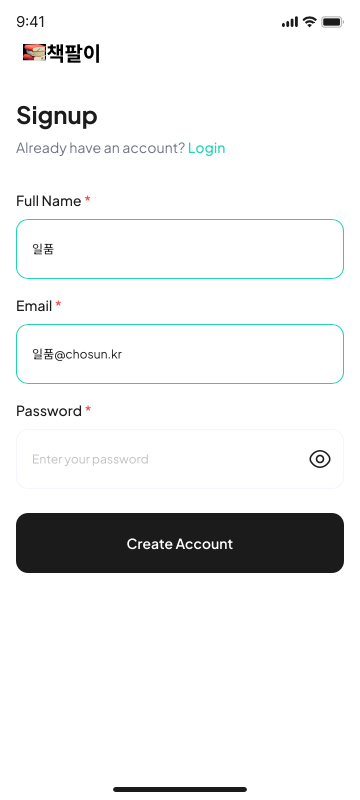 9:41
책팔이
Signup
Already have an account? Login
Full Name *
일품
Email *
일품@chosun.kr
Password *
Enter your password
Create Account